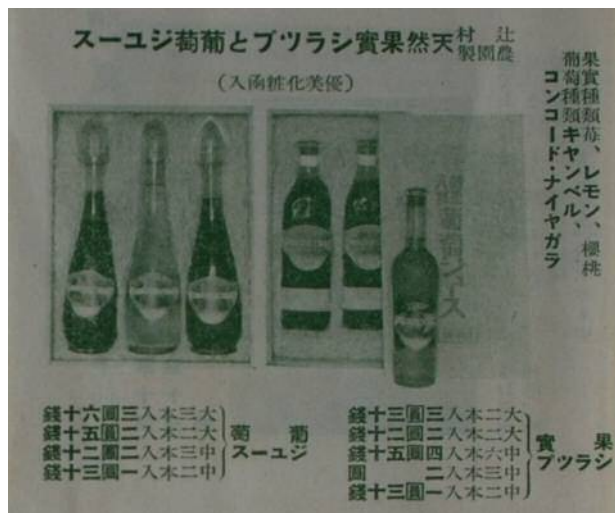 辻村農園製 天然果實シラツプと葡萄ジユース
(優美化粧函入)
果實種類苺、レモン、櫻桃
葡萄種類キヤンベル、
コンコード・ナイヤガラ
果實シラツプ
大三本入三圓三十錢
大二本入二圓二十錢
中六本入四圓五十錢
中三本入二圓
中二本入一圓三十錢
葡萄ジユース
大三本入三圓六十錢
大二本入二圓五十錢
中三本入二圓二十錢
中二本入一圓三十錢